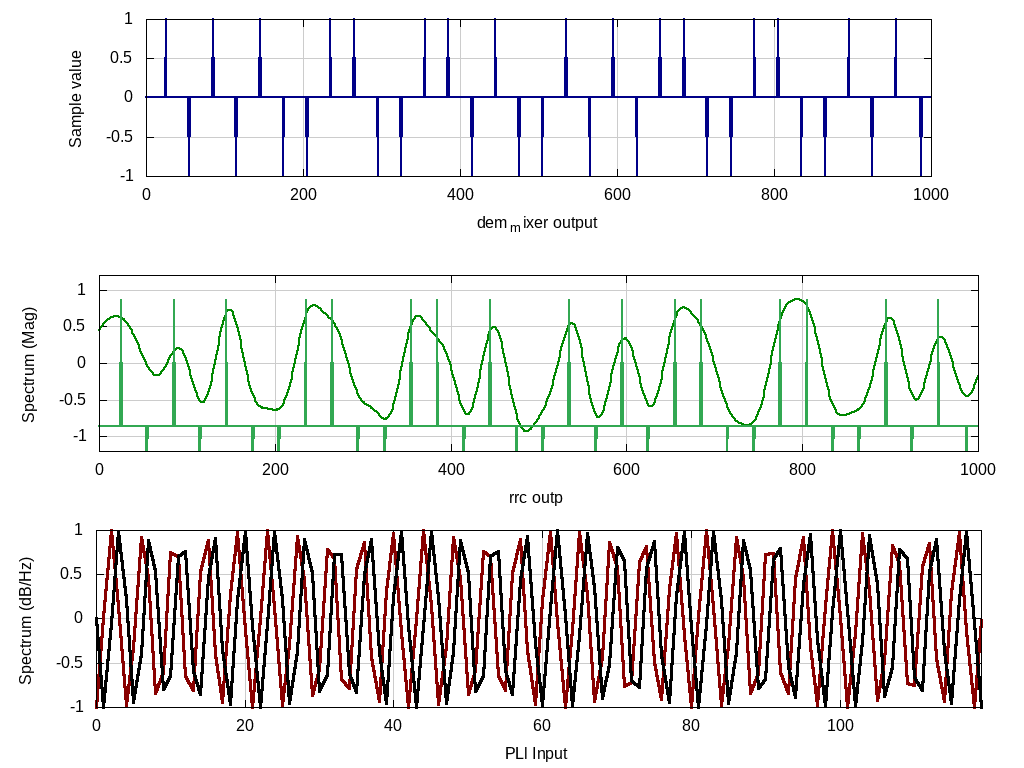 1
0.5
0
-0.5
-1
Sample value
0 200 400 600 800 1000
dem m ixer output
1
0.5
0
-0.5
-1
Spectrum (Mag)
0 200 400 600 800 1000
rrc outp
1
0.5
0
-0.5
-1
Spectrum (dB/Hz)
0 20 40 60 80 100
PLI Input